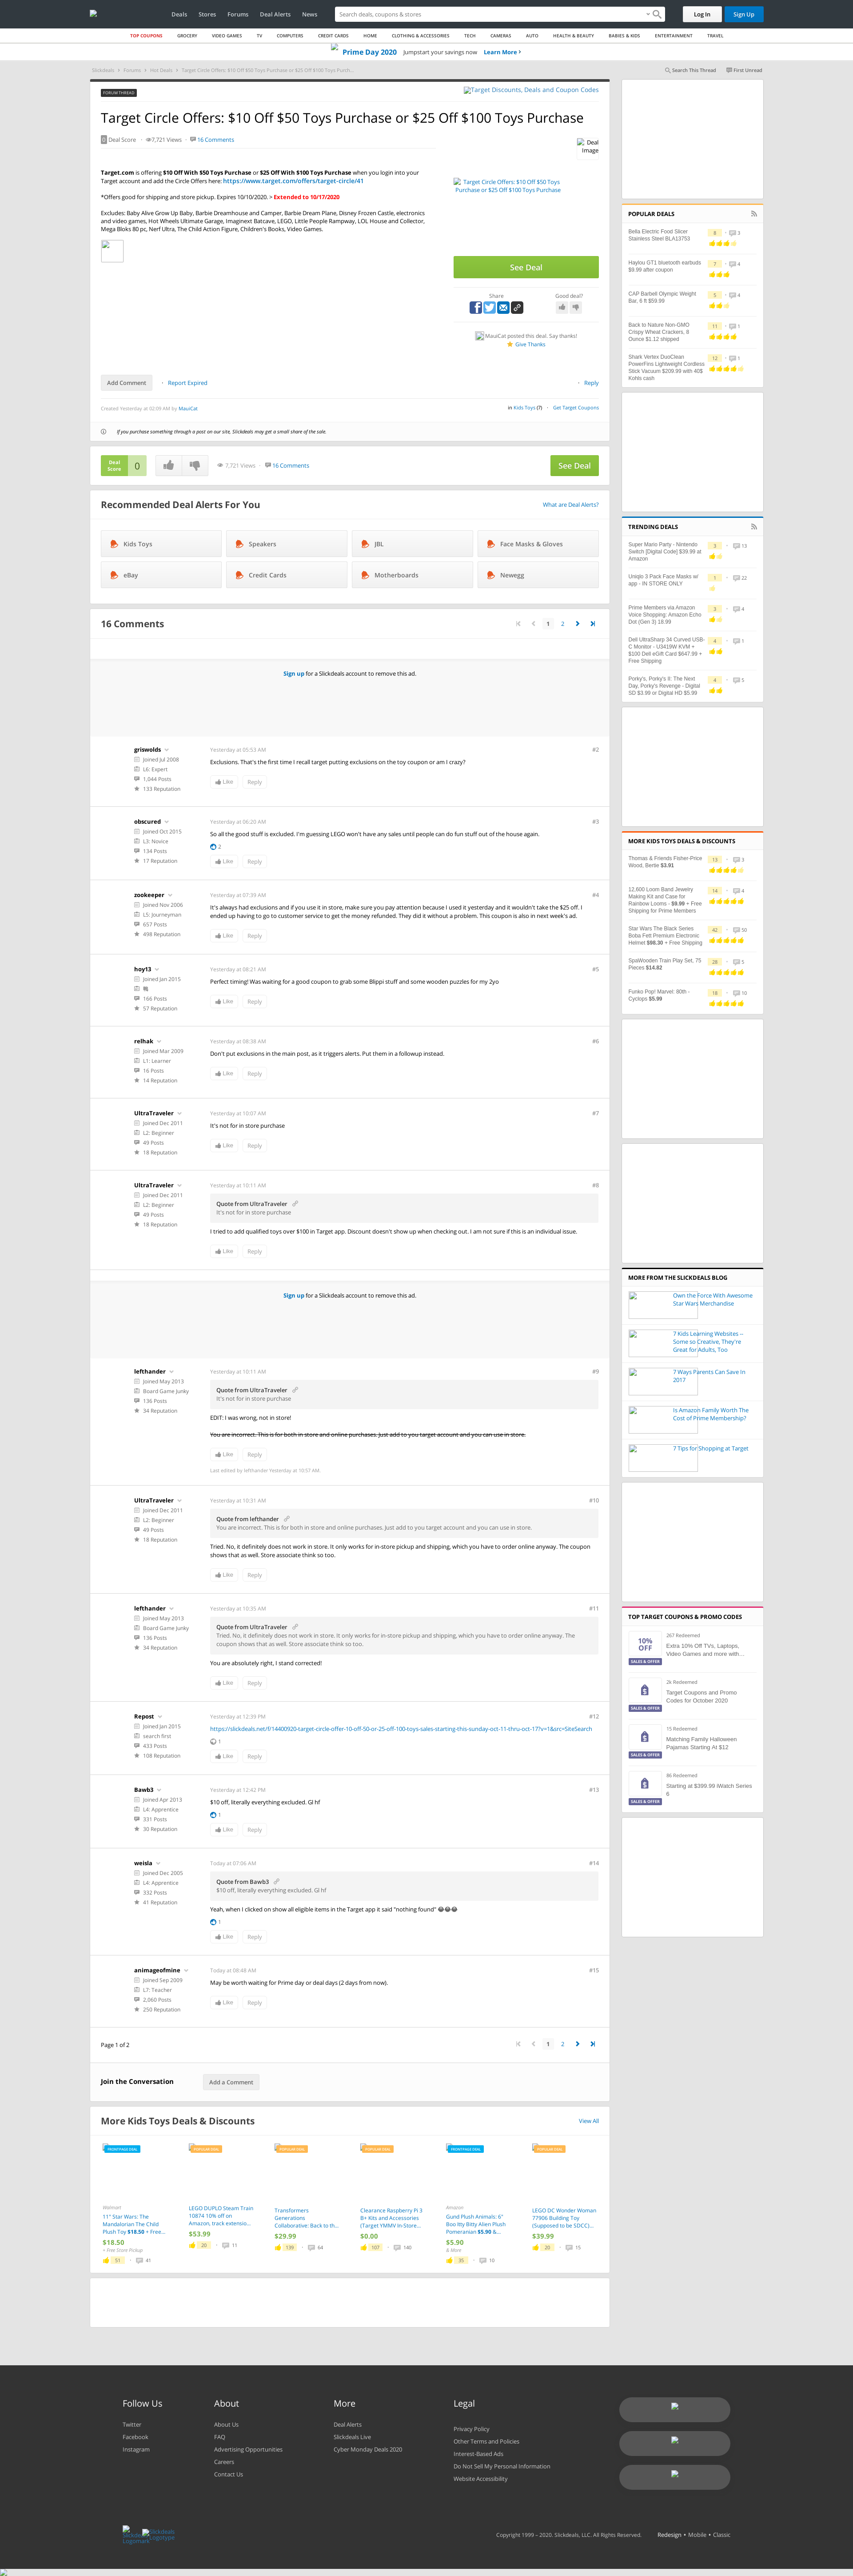 Deals Stores Forums Deal Alerts News
Search deals, coupons & stores
Log In Sign Up
TOP COUPONS GROCERY VIDEO GAMES TV COMPUTERS CREDIT CARDS HOME CLOTHING & ACCESSORIES TECH CAMERAS AUTO HEALTH & BEAUTY BABIES & KIDS ENTERTAINMENT TRAVEL
Prime Day 2020 Jumpstart your savings now Learn More
Slickdeals Forums Hot Deals Target Circle Offers: $10 Off $50 Toys Purchase or $25 Off $100 Toys Purch...
Search This Thread First Unread
FORUM THREAD
Target Discounts, Deals and Coupon Codes
Target Circle Offers: $10 Off $50 Toys Purchase or $25 Off $100 Toys Purchase
0 Deal Score 7,721 Views 16 Comments
Deal Image
Target.com is offering $10 Off With $50 Toys Purchase or $25 Off With $100 Toys Purchase when you login into your
Target account and the Circle Offers here: https://www.target.com/offers/target-circle/41
*Offers good for shipping and store pickup. Expires 10/10/2020. > Extended to 10/17/2020
Excludes: Baby Alive Grow Up Baby, Barbie Dreamhouse and Camper, Barbie Dream Plane, Disney Frozen Castle, electronics
and video games, Hot Wheels Ultimate Garage, Imaginext Batcave, LEGO, Little People Rampway, LOL House and Collector,
Mega Bloks 80 pc, Nerf Ultra, The Child Action Figure, Children's Books, Video Games.
Target Circle Offers: $10 Off $50 Toys
Purchase or $25 Off $100 Toys Purchase
See Deal
Share Good deal?
MauiCat posted this deal. Say thanks!
Give Thanks
Add Comment Report Expired Reply
Created Yesterday at 02:09 AM by MauiCat
in Kids Toys (7) Get Target Coupons
If you purchase something through a post on our site, Slickdeals may get a small share of the sale.
Deal Score 0
7,721 Views 16 Comments
See Deal
Recommended Deal Alerts For You
What are Deal Alerts?
Kids Toys Speakers JBL Face Masks & Gloves
eBay Credit Cards Motherboards Newegg
16 Comments
1 2
Sign up for a Slickdeals account to remove this ad.
griswolds
Joined Jul 2008
L6: Expert
1,044 Posts
133 Reputation
Yesterday at 05:53 AM #2
Exclusions. That's the first time I recall target putting exclusions on the toy coupon or am I crazy?
Like Reply
obscured
Joined Oct 2015
L3: Novice
134 Posts
17 Reputation
Yesterday at 06:20 AM #3
So all the good stuff is excluded. I'm guessing LEGO won't have any sales until people can do fun stuff out of the house again.
2
Like Reply
zookeeper
Joined Nov 2006
L5: Journeyman
657 Posts
498 Reputation
Yesterday at 07:39 AM #4
It's always had exclusions and if you use it in store, make sure you pay attention because I used it yesterday and it wouldn't take the $25 off. I
ended up having to go to customer service to get the money refunded. They did it without a problem. This coupon is also in next week's ad.
Like Reply
hoy13
Joined Jan 2015
166 Posts
57 Reputation
Yesterday at 08:21 AM #5
Perfect timing! Was waiting for a good coupon to grab some Blippi stuff and some wooden puzzles for my 2yo
Like Reply
relhak
Joined Mar 2009
L1: Learner
16 Posts
14 Reputation
Yesterday at 08:38 AM #6
Don't put exclusions in the main post, as it triggers alerts. Put them in a followup instead.
Like Reply
UltraTraveler
Joined Dec 2011
L2: Beginner
49 Posts
18 Reputation
Yesterday at 10:07 AM #7
It's not for in store purchase
Like Reply
UltraTraveler
Joined Dec 2011
L2: Beginner
49 Posts
18 Reputation
Yesterday at 10:11 AM #8
Quote from UltraTraveler
It's not for in store purchase
I tried to add qualified toys over $100 in Target app. Discount doesn't show up when checking out. I am not sure if this is an individual issue.
Like Reply
Sign up for a Slickdeals account to remove this ad.
lefthander
Joined May 2013
Board Game Junky
136 Posts
34 Reputation
Yesterday at 10:11 AM #9
Quote from UltraTraveler
It's not for in store purchase
EDIT: I was wrong, not in store!
You are incorrect. This is for both in store and online purchases. Just add to you target account and you can use in store.
Like Reply
Last edited by lefthander Yesterday at 10:57 AM
UltraTraveler
Joined Dec 2011
L2: Beginner
49 Posts
18 Reputation
Yesterday at 10:31 AM #10
Quote from lefthander
You are incorrect. This is for both in store and online purchases. Just add to you target account and you can use in store.
Tried. No, it definitely does not work in store. It only works for in-store pickup and shipping, which you have to order online anyway. The coupon
shows that as well. Store associate think so too.
Like Reply
lefthander
Joined May 2013
Board Game Junky
136 Posts
34 Reputation
Yesterday at 10:35 AM #11
Quote from UltraTraveler
Tried. No, it definitely does not work in store. It only works for in-store pickup and shipping, which you have to order online anyway. The
coupon shows that as well. Store associate think so too.
You are absolutely right, I stand corrected!
Like Reply
Repost
Joined Jan 2015
search first
433 Posts
108 Reputation
Yesterday at 12:39 PM #12
https://slickdeals.net/f/14400920-target-circle-offer-10-off-50-or-25-off-100-toys-sales-starting-this-sunday-oct-11-thru-oct-17?v=1&src=SiteSearch
1
Like Reply
Bawb3
Joined Apr 2013
L4: Apprentice
331 Posts
30 Reputation
Yesterday at 12:42 PM #13
$10 off, literally everything excluded. Gl hf
1
Like Reply
weisla
Joined Dec 2005
L4: Apprentice
332 Posts
41 Reputation
Today at 07:06 AM #14
Quote from Bawb3
$10 off, literally everything excluded. Gl hf
Yeah, when I clicked on show all eligible items in the Target app it said "nothing found" 😂😂😂
1
Like Reply
animageofmine
Joined Sep 2009
L7: Teacher
2,060 Posts
250 Reputation
Today at 08:48 AM #15
May be worth waiting for Prime day or deal days (2 days from now).
Like Reply
Page 1 of 2
1 2
Join the Conversation Add a Comment
More Kids Toys Deals & Discounts
View All
FRONTPAGE DEAL
Walmart
11" Star Wars: The
Mandalorian The Child
Plush Toy $18.50 + Free...
$18.50
+ Free Store Pickup
51 41
POPULAR DEAL
LEGO DUPLO Steam Train
10874 10% off on
Amazon, track extensio...
$53.99
20 11
POPULAR DEAL
Transformers
Generations
Collaborative: Back to th...
$29.99
139 64
POPULAR DEAL
Clearance Raspberry Pi 3
B+ Kits and Accessories
(Target YMMV In-Store...
$0.00
107 140
FRONTPAGE DEAL
Amazon
Gund Plush Animals: 6"
Boo Itty Bitty Alien Plush
Pomeranian $5.90 &...
$5.90
& More
35 10
POPULAR DEAL
LEGO DC Wonder Woman
77906 Building Toy
(Supposed to be SDCC)...
$39.99
20 15
POPULAR DEALS
Bella Electric Food Slicer
Stainless Steel BLA13753
8 3
Haylou GT1 bluetooth earbuds
$9.99 after coupon
7 4
CAP Barbell Olympic Weight
Bar, 6 ft $59.99
5 4
Back to Nature Non-GMO
Crispy Wheat Crackers, 8
Ounce $1.12 shipped
11 1
Shark Vertex DuoClean
PowerFins Lightweight Cordless
Stick Vacuum $209.99 with 40$
Kohls cash
12 1
TRENDING DEALS
Super Mario Party - Nintendo
Switch [Digital Code] $39.99 at
Amazon
3 13
Uniqlo 3 Pack Face Masks w/
app - IN STORE ONLY
1 22
Prime Members via Amazon
Voice Shopping: Amazon Echo
Dot (Gen 3) 18.99
3 4
Dell UltraSharp 34 Curved USB-
C Monitor - U3419W KVM +
$100 Dell eGift Card $647.99 +
Free Shipping
4 1
Porky's, Porky's II: The Next
Day, Porky's Revenge - Digital
SD $3.99 or Digital HD $5.99
4 5
MORE KIDS TOYS DEALS & DISCOUNTS
Thomas & Friends Fisher-Price
Wood, Bertie $3.91
13 3
12,600 Loom Band Jewelry
Making Kit and Case for
Rainbow Looms - $9.99 + Free
Shipping for Prime Members
14 4
Star Wars The Black Series
Boba Fett Premium Electronic
Helmet $98.30 + Free Shipping
42 50
SpaWooden Train Play Set, 75
Pieces $14.82
28 5
Funko Pop! Marvel: 80th -
Cyclops $5.99
18 10
MORE FROM THE SLICKDEALS BLOG
Own the Force With Awesome
Star Wars Merchandise
7 Kids Learning Websites --
Some so Creative, They're
Great for Adults, Too
7 Ways Parents Can Save In
2017
Is Amazon Family Worth The
Cost of Prime Membership?
7 Tips for Shopping at Target
TOP TARGET COUPONS & PROMO CODES
10% OFF
SALES & OFFER
267 Redeemed
Extra 10% Off TVs, Laptops,
Video Games and more with...
SALES & OFFER
2k Redeemed
Target Coupons and Promo
Codes for October 2020
SALES & OFFER
15 Redeemed
Matching Family Halloween
Pajamas Starting At $12
SALES & OFFER
86 Redeemed
Starting at $399.99 iWatch Series
6
Follow Us
Twitter
Facebook
Instagram
About
About Us
FAQ
Advertising Opportunities
Careers
Contact Us
More
Deal Alerts
Slickdeals Live
Cyber Monday Deals 2020
Legal
Privacy Policy
Other Terms and Policies
Interest-Based Ads
Do Not Sell My Personal Information
Website Accessibility
Slickdeals Logomark Slickdeals Logotype
Copyright 1999 – 2020. Slickdeals, LLC. All Rights Reserved. Redesign • Mobile • Classic